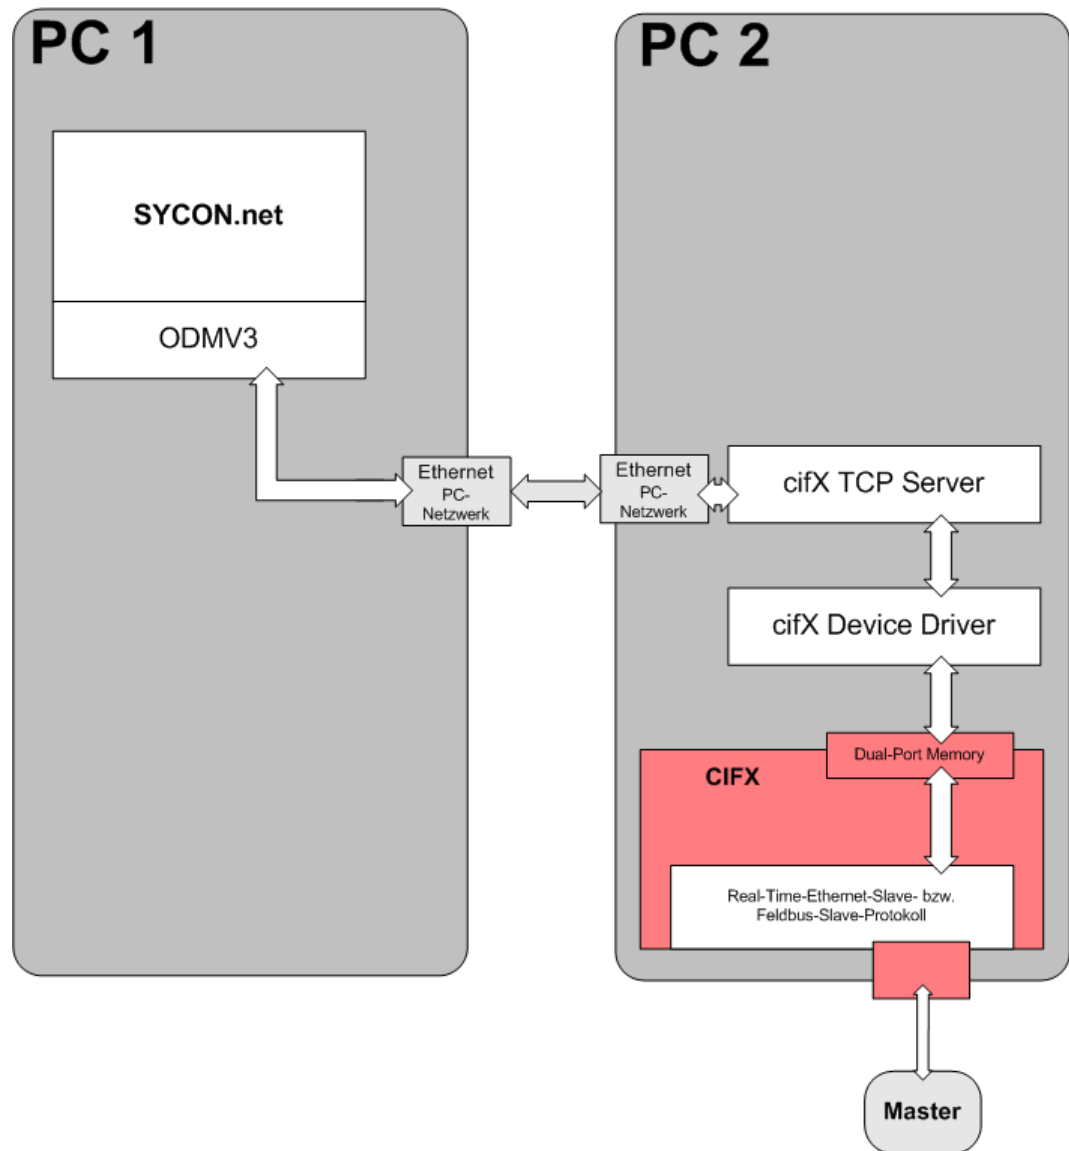 PC 1
SYCON.net
ODMV3
Ethernet
PC-
Netzwerk
PC 2
Ethernet
PC-
Netzwerk
cifX TCP Server
cifX Device Driver
Dual-Port Memory
CIFX
Real-Time-Ethernet-Slave- bzw.
Feldbus-Slave-Protokoll
Master